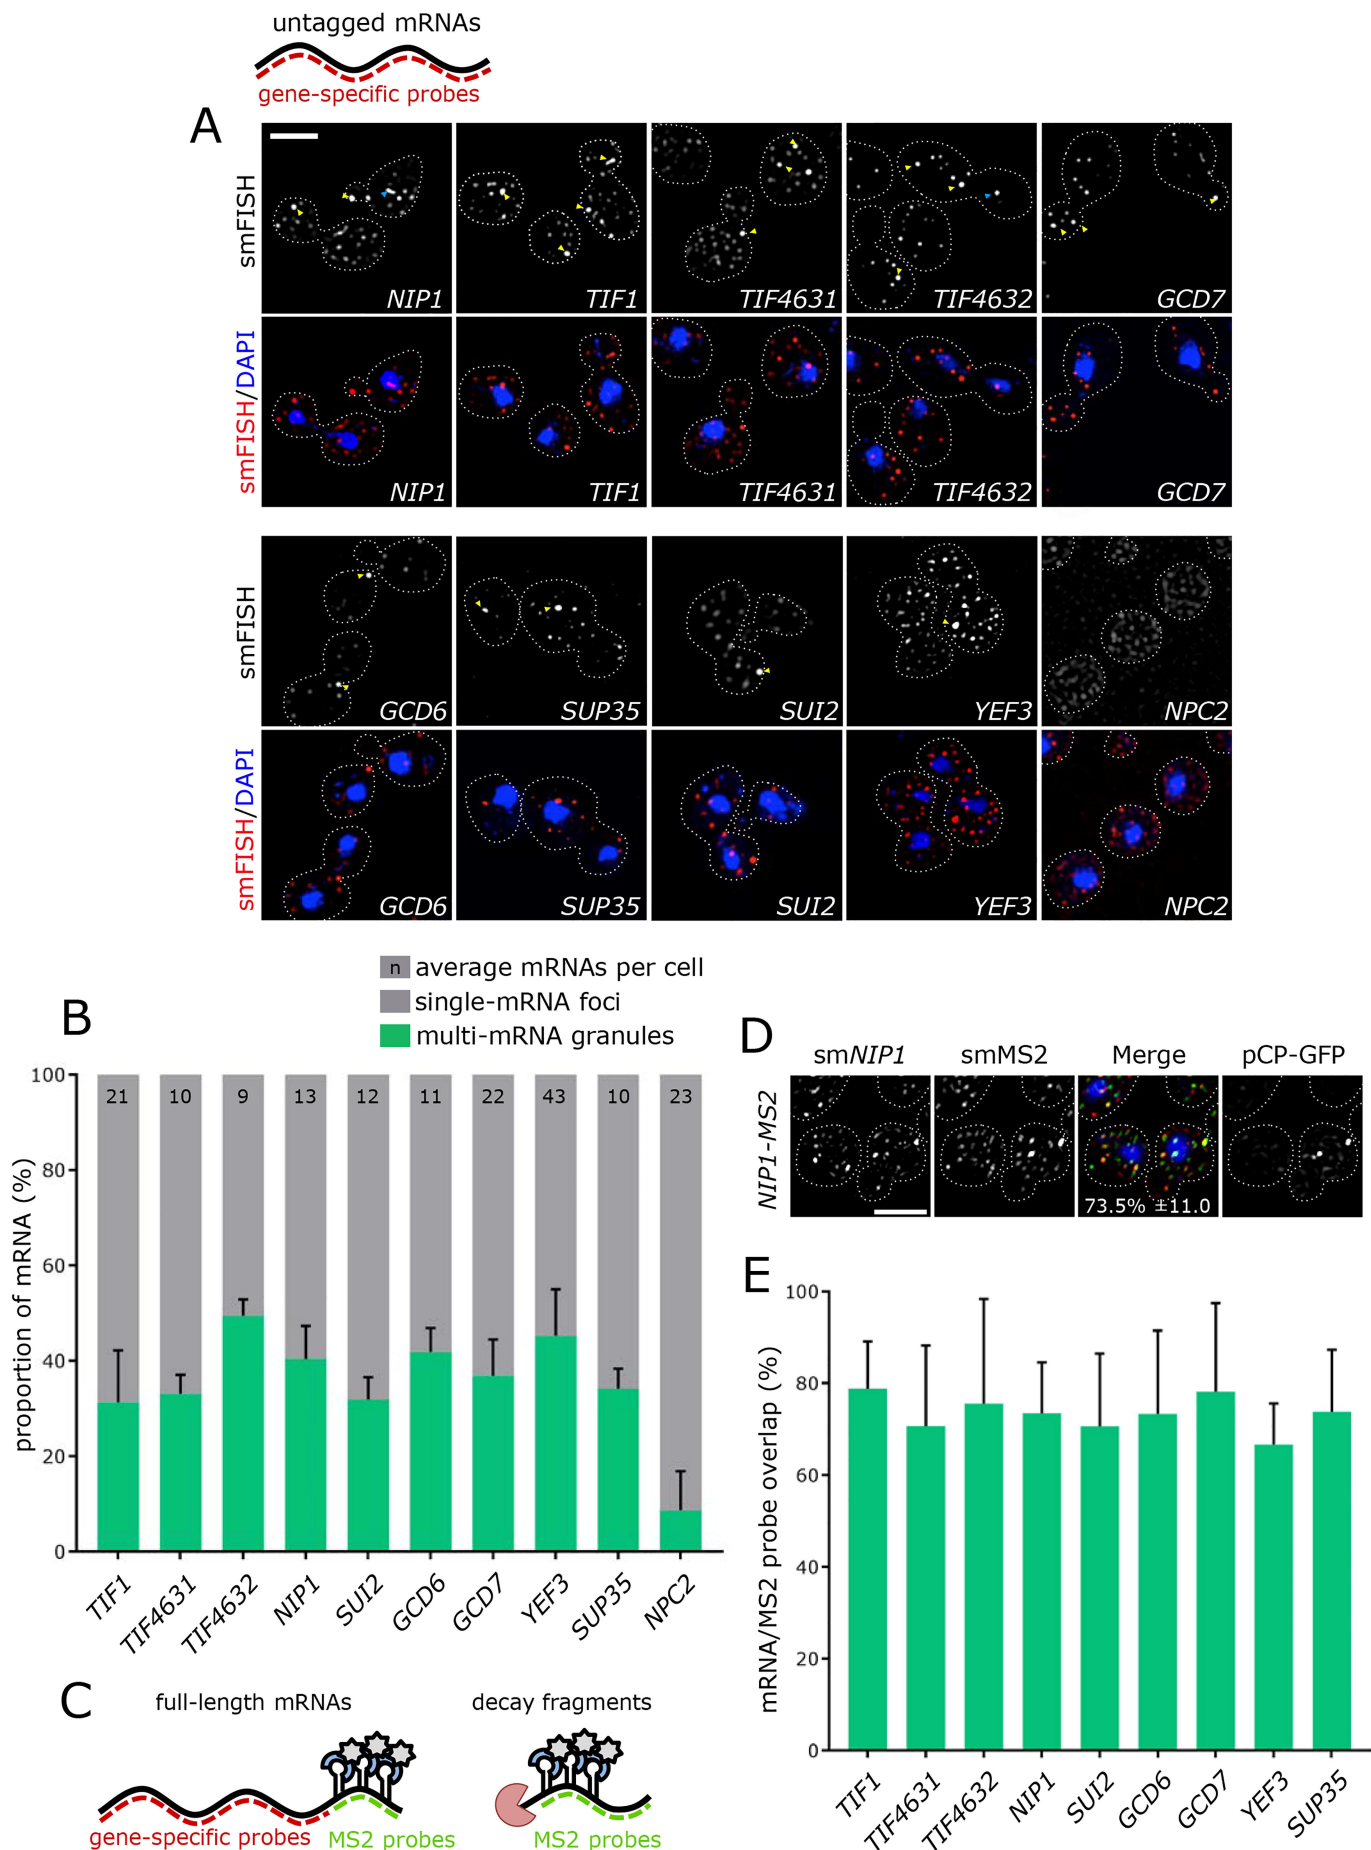 untagged mRNAs
gene-specific probes
A
smFISH
NIP1 TIF1 TIF4631 TIF4632 GCD7
smFISH/DAPI
NIP1 TIF1 TIF4631 TIF4632 GCD7
smFISH
GCD6 SUP35 SUI2 YEF3 NPC2
smFISH/DAPI
GCD6 SUP35 SUI2 YEF3 NPC2
B
n average mRNAs per cell
single-mRNA foci
multi-mRNA granules
proportion of mRNA (%)
100
80
60
40
20
0
21 10 9 13 12 11 22 43 10 23
TIF1 TIF4631 TIF4632 NIP1 SUI2 GCD6 GCD7 YEF3 SUP35 NPC2
C
full-length mRNAs
decay fragments
gene-specific probes MS2 probes
MS2 probes
D
smNIP1 smMS2 Merge pCP-GFP
NIP1-MS2
73.5% ±11.0
E
mRNA/MS2 probe overlap (%)
100
80
60
40
20
0
TIF1 TIF4631 TIF4632 NIP1 SUI2 GCD6 GCD7 YEF3 SUP35